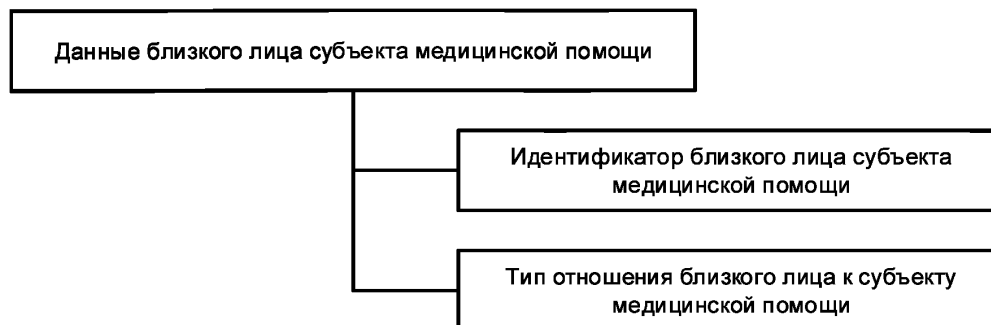 Данные близкого лица субъекта медицинской помощи
Идентификатор близкого лица субъекта
медицинской помощи
Тип отношения близкого лица к субъекту
медицинской помощи